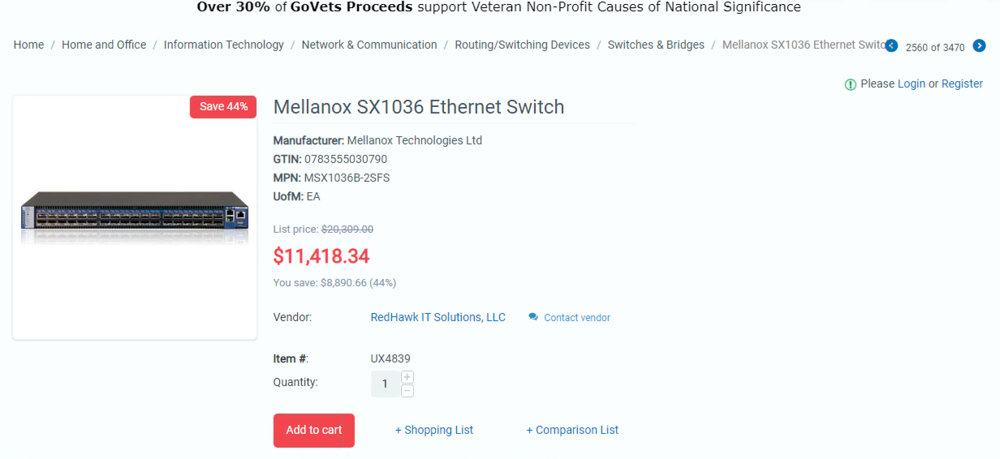 Over 30% of GoVets Proceeds support Veteran Non-Profit Causes of National Significance
Home / Home and Office / Information Technology / Network & Communication / Routing/Switching Devices / Switches & Bridges / Mellanox SX1036 Ethernet Switc 2560 of 3470
Please Login or Register
Save 44%
Mellanox SX1036 Ethernet Switch
Manufacturer: Mellanox Technologies Ltd
GTIN: 0783555030790
MPN: MSX1036B-2SFS
UofM: EA
List price: $20,309.00
$11,418.34
You save: $8,890.66 (44%)
Vendor: RedHawk IT Solutions, LLC Contact vendor
Item #: UX4839
Quantity: 1 + −
Add to cart + Shopping List + Comparison List